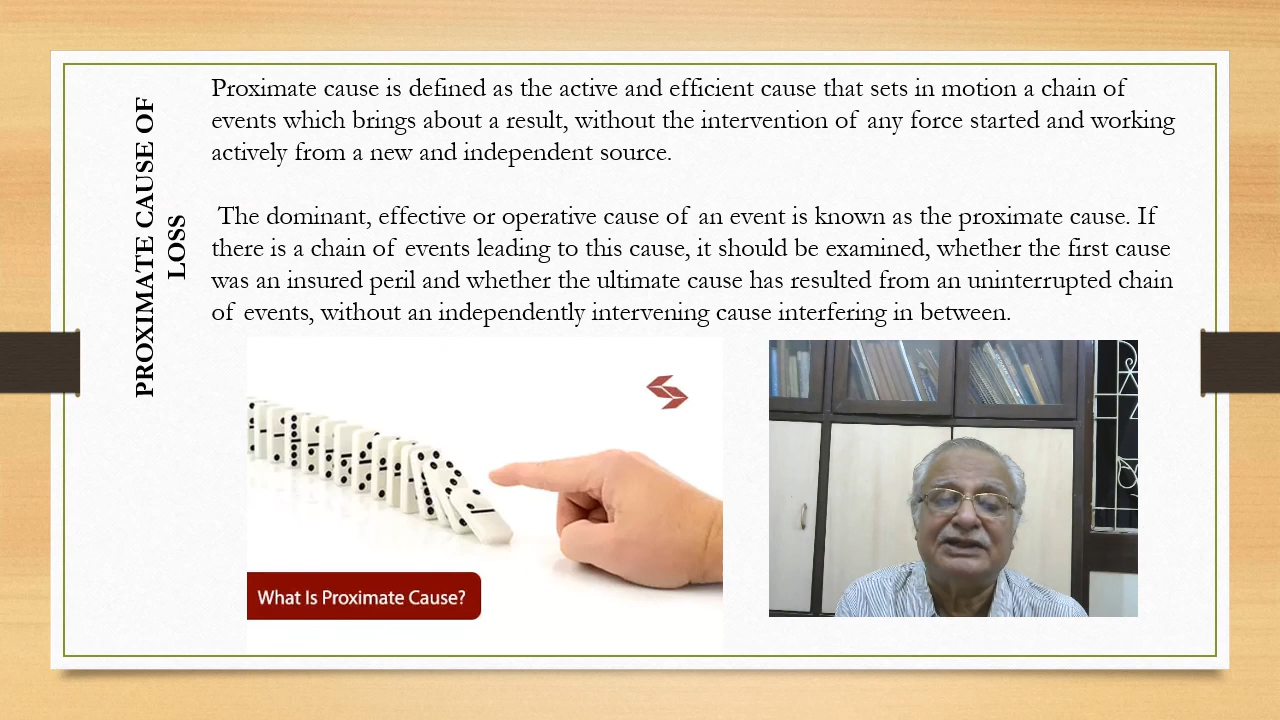 PROXIMATE CAUSE OF
LOSS
Proximate cause is defined as the active and efficient cause that sets in motion a chain of
events which brings about a result, without the intervention of any force started and working
actively from a new and independent source.
The dominant, effective or operative cause of an event is known as the proximate cause. If
there is a chain of events leading to this cause, it should be examined, whether the first cause
was an insured peril and whether the ultimate cause has resulted from an uninterrupted chain
of events, without an independently intervening cause interfering in between.
What Is Proximate Cause?